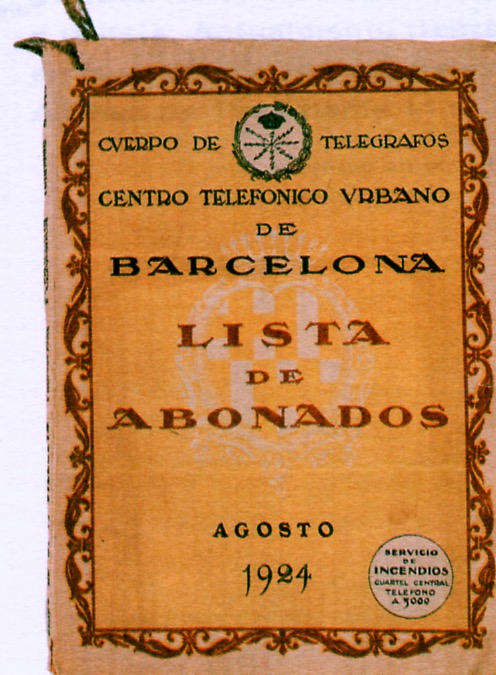 CVERPO DE TELEGRAFOS
CENTRO TELEFONICO VRBANO
DE
BARCELONA
LISTA
DE
ABONADOS
AGOSTO
1924
SERVICIO
DE
INCENDIOS
CUARTEL CENTRAL
TELEFONO
A 5000